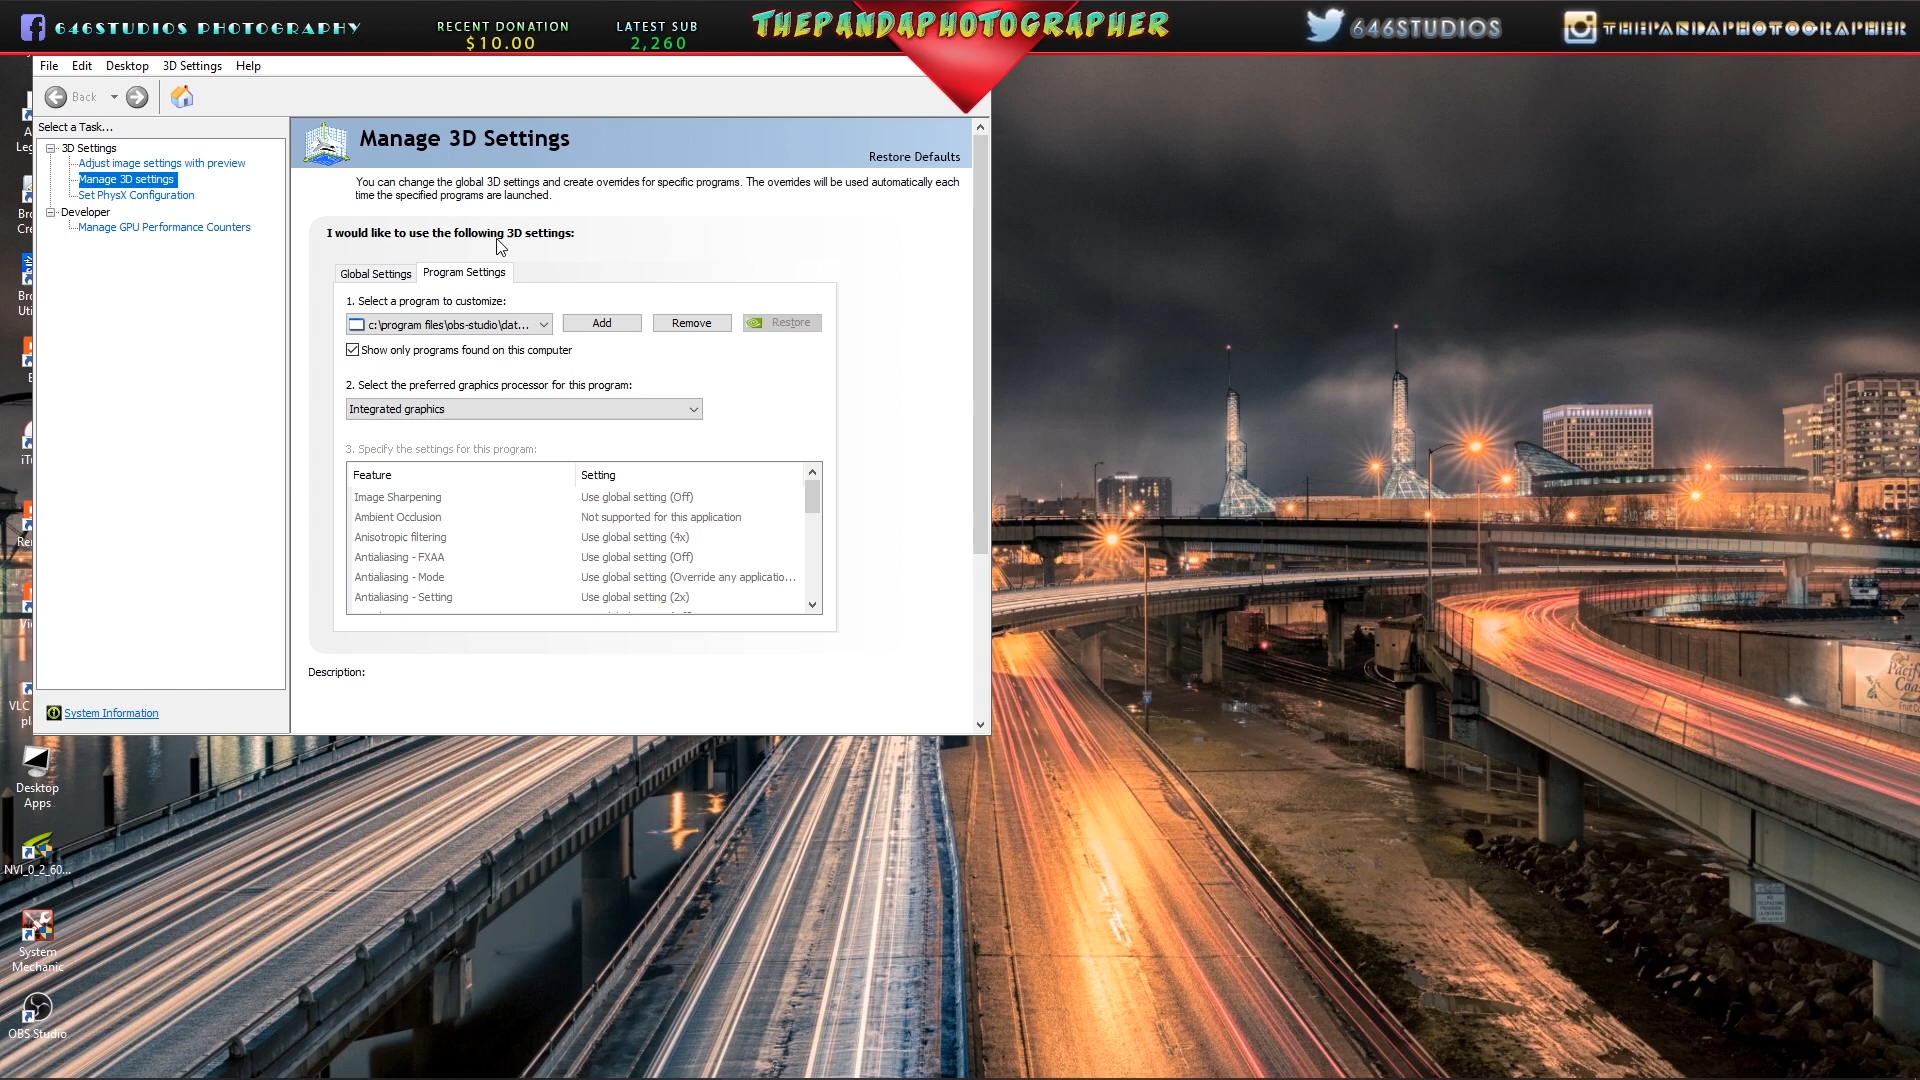 646STUDIOS PHOTOGRAPHY
RECENT DONATION
$10.00
LATEST SUB
2,260
THEPANDAPHOTOGRAPHER
646STUDIOS
THEPANDAPHOTOGRAPHER
File Edit Desktop 3D Settings Help
Back
Select a Task...
3D Settings
Adjust image settings with preview
Manage 3D settings
Set PhysX Configuration
Developer
Manage GPU Performance Counters
System Information
Manage 3D Settings
Restore Defaults
You can change the global 3D settings and create overrides for specific programs. The overrides will be used automatically each
time the specified programs are launched.
I would like to use the following 3D settings:
Global Settings
Program Settings
1. Select a program to customize:
c:\program files\obs-studio\dat...
Add
Remove
Restore
Show only programs found on this computer
2. Select the preferred graphics processor for this program:
Integrated graphics
3. Specify the settings for this program:
Feature Setting
Image Sharpening Use global setting (Off)
Ambient Occlusion Not supported for this application
Anisotropic filtering Use global setting (4x)
Antialiasing - FXAA Use global setting (Off)
Antialiasing - Mode Use global setting (Override any applicatio...
Antialiasing - Setting Use global setting (2x)
Description:
Desktop
Apps
NVI_0_2_60...
System
Mechanic
OBS Studio
VLC
pl
Pacific
Coast